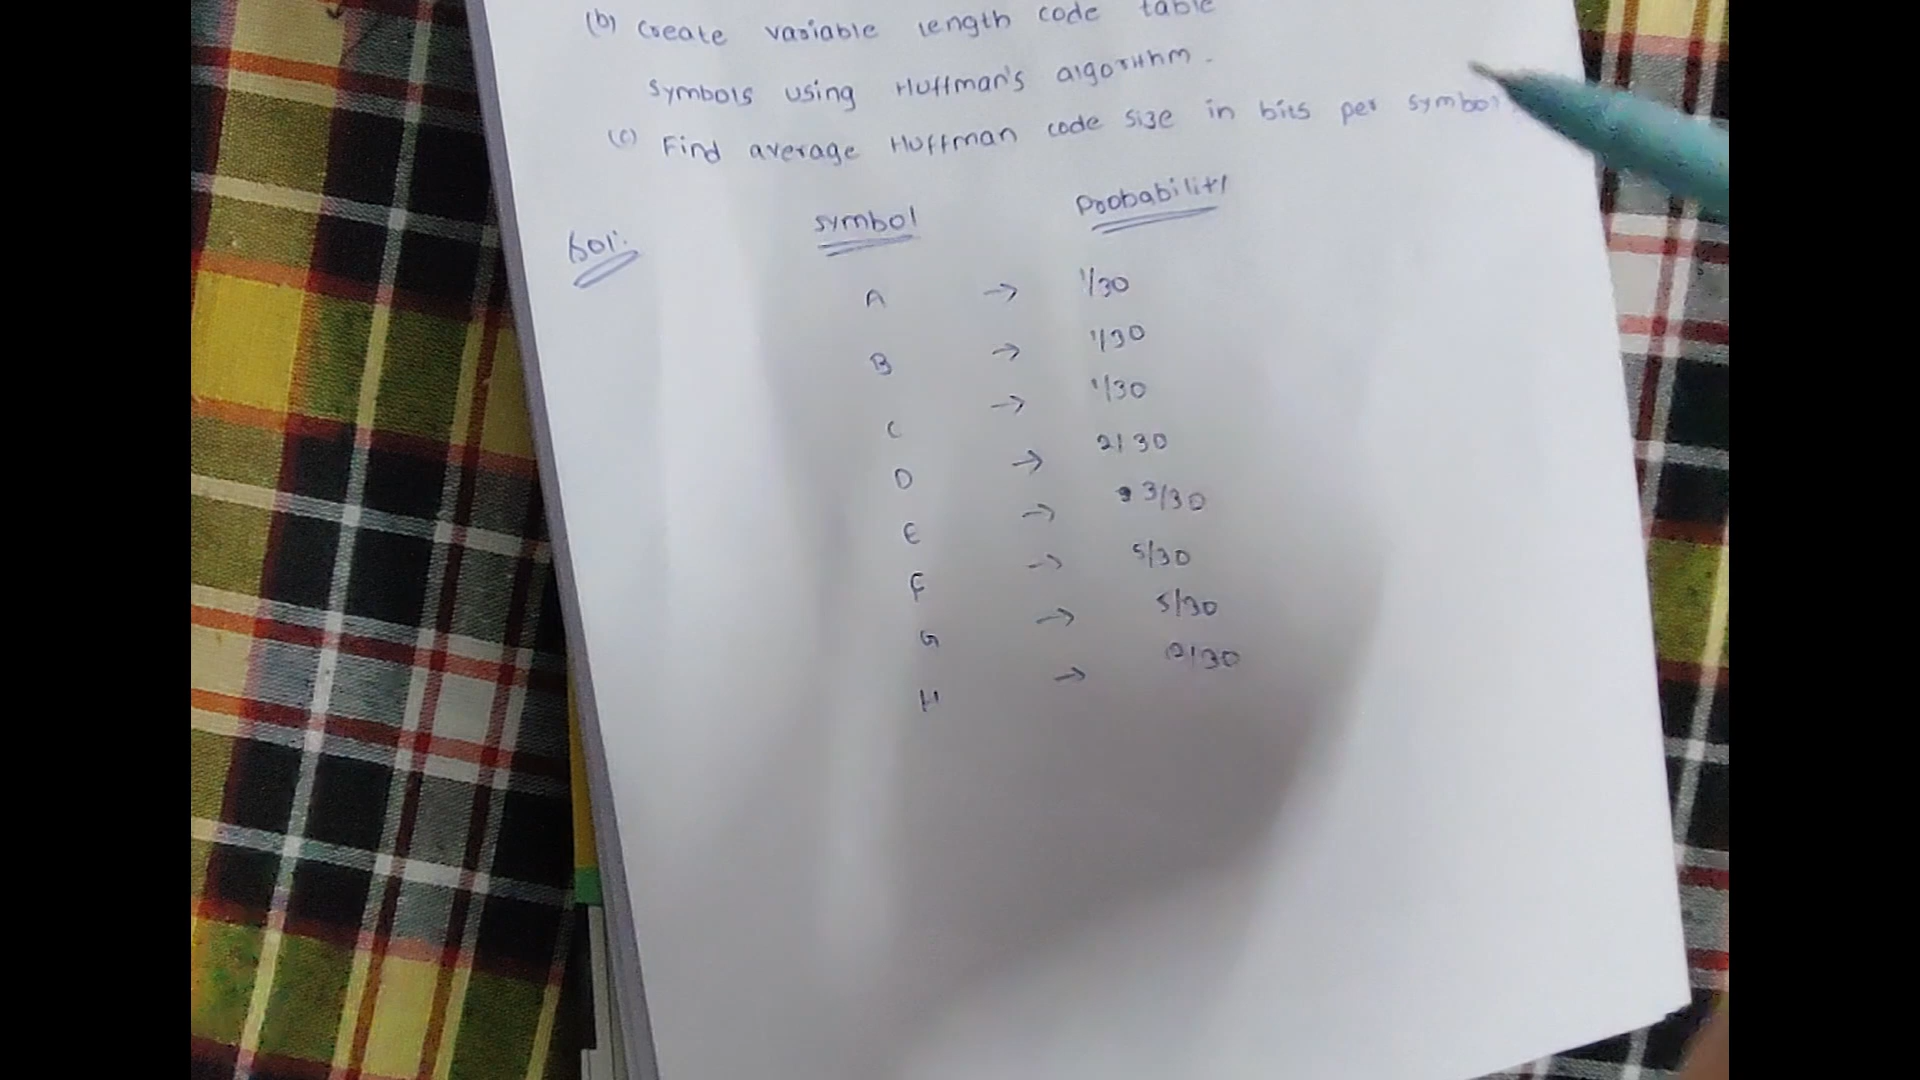 (b) Create variable length code table
symbols using Huffman's algorithm.
(c) Find average Huffman code size in bits per symbol
Sol:
Symbol Probability
A → 1/30
B → 1/30
C → 1/30
D → 2/30
E → 3/30
F → 5/30
G → 5/30
H → 12/30